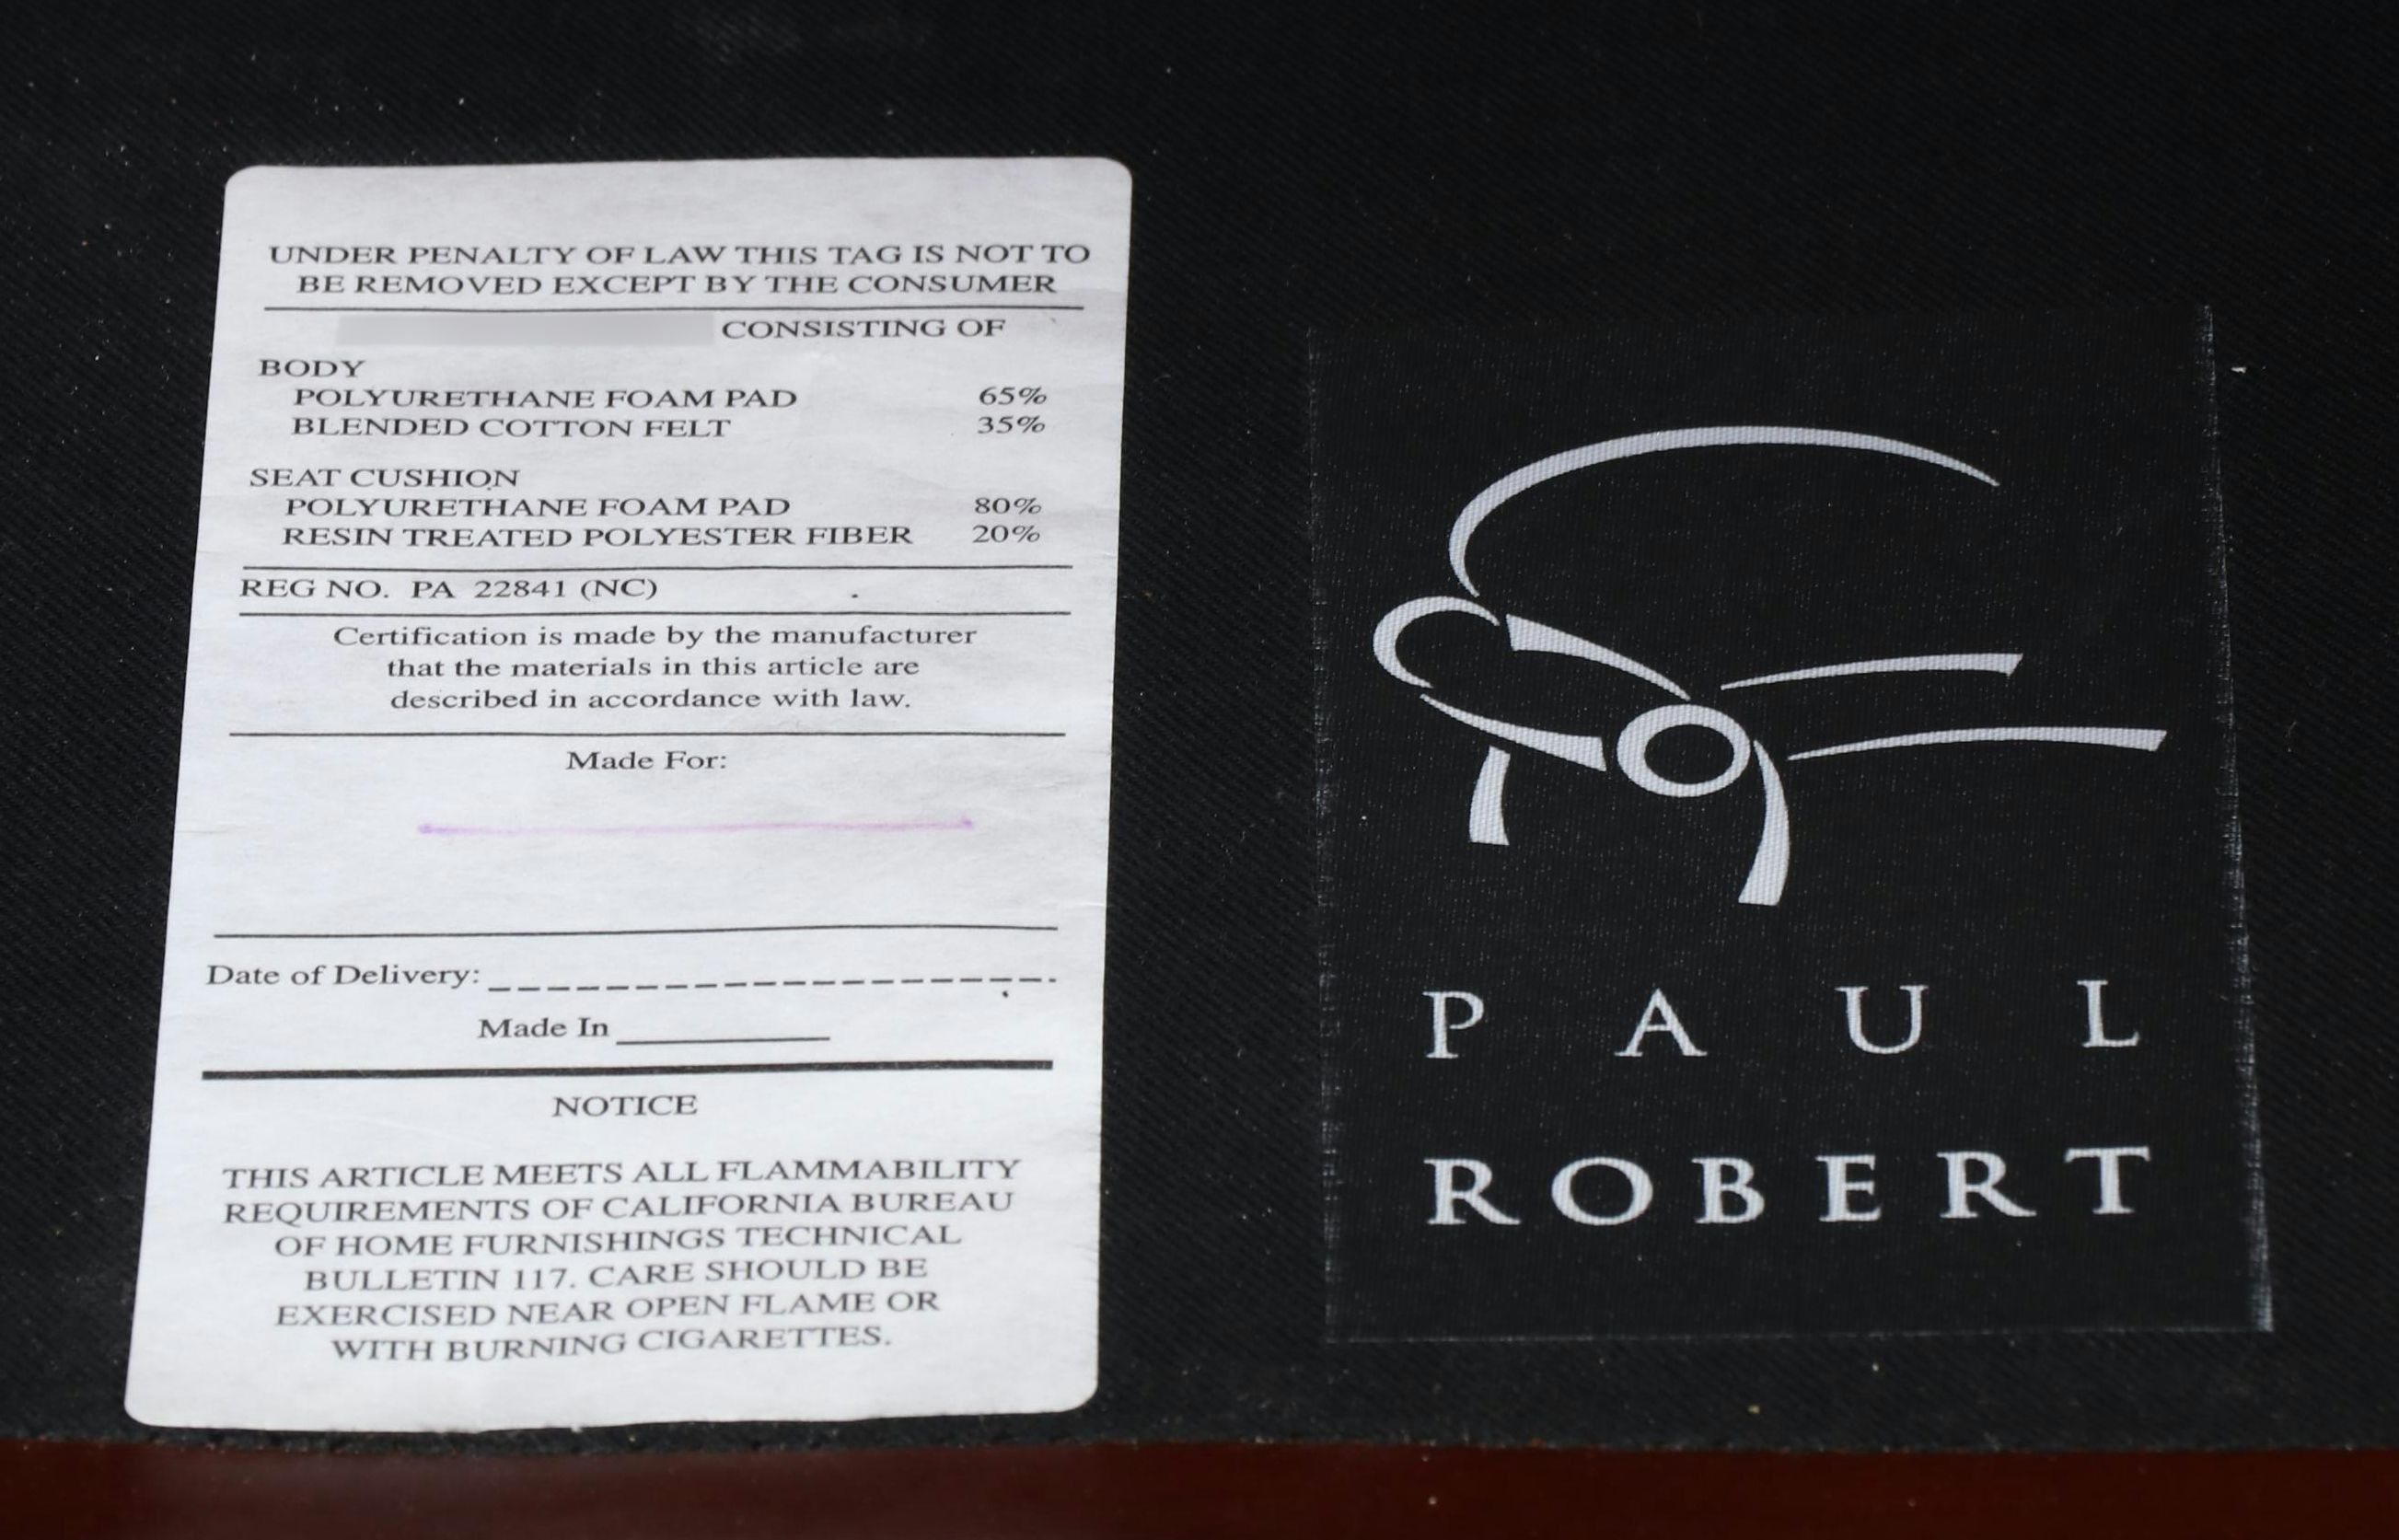 UNDER PENALTY OF LAW THIS TAG IS NOT TO
BE REMOVED EXCEPT BY THE CONSUMER
CONSISTING OF
BODY
POLYURETHANE FOAM PAD 65%
BLENDED COTTON FELT 35%
SEAT CUSHION
POLYURETHANE FOAM PAD 80%
RESIN TREATED POLYESTER FIBER 20%
REG NO. PA 22841 (NC)
Certification is made by the manufacturer
that the materials in this article are
described in accordance with law.
Made For:
Date of Delivery:
Made In
NOTICE
THIS ARTICLE MEETS ALL FLAMMABILITY
REQUIREMENTS OF CALIFORNIA BUREAU
OF HOME FURNISHINGS TECHNICAL
BULLETIN 117. CARE SHOULD BE
EXERCISED NEAR OPEN FLAME OR
WITH BURNING CIGARETTES.
PAUL
ROBERT